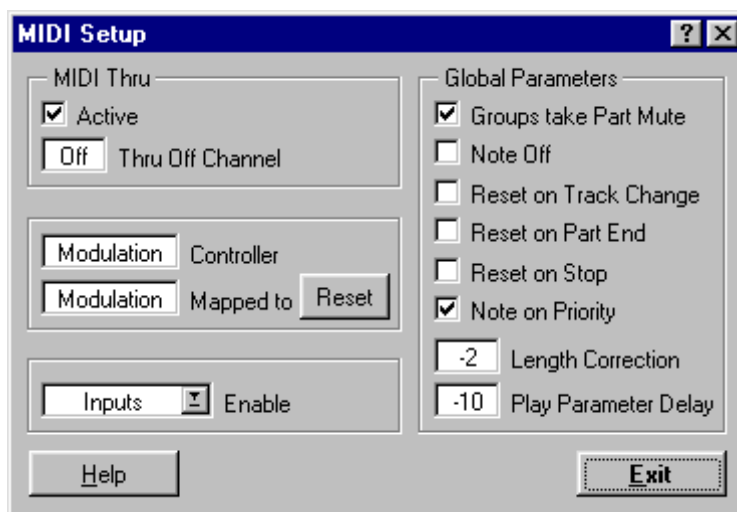 MIDI Setup
MIDI Thru
Active
Off Thru Off Channel
Modulation Controller
Modulation Mapped to Reset
Inputs Enable
Help
Global Parameters
Groups take Part Mute
Note Off
Reset on Track Change
Reset on Part End
Reset on Stop
Note on Priority
-2 Length Correction
-10 Play Parameter Delay
Exit